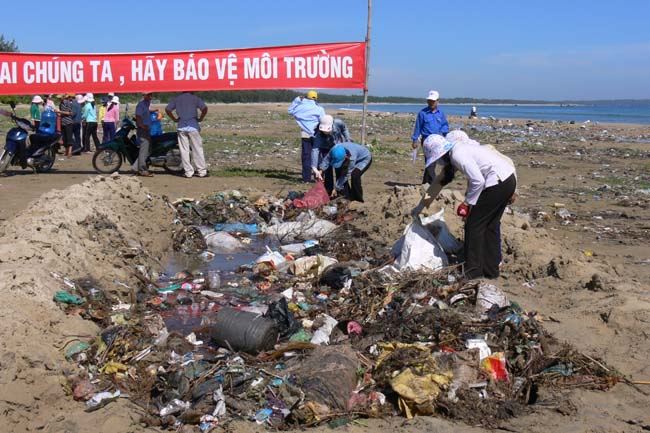 AI CHÚNG TA , HÃY BẢO VỆ MÔI TRƯỜNG